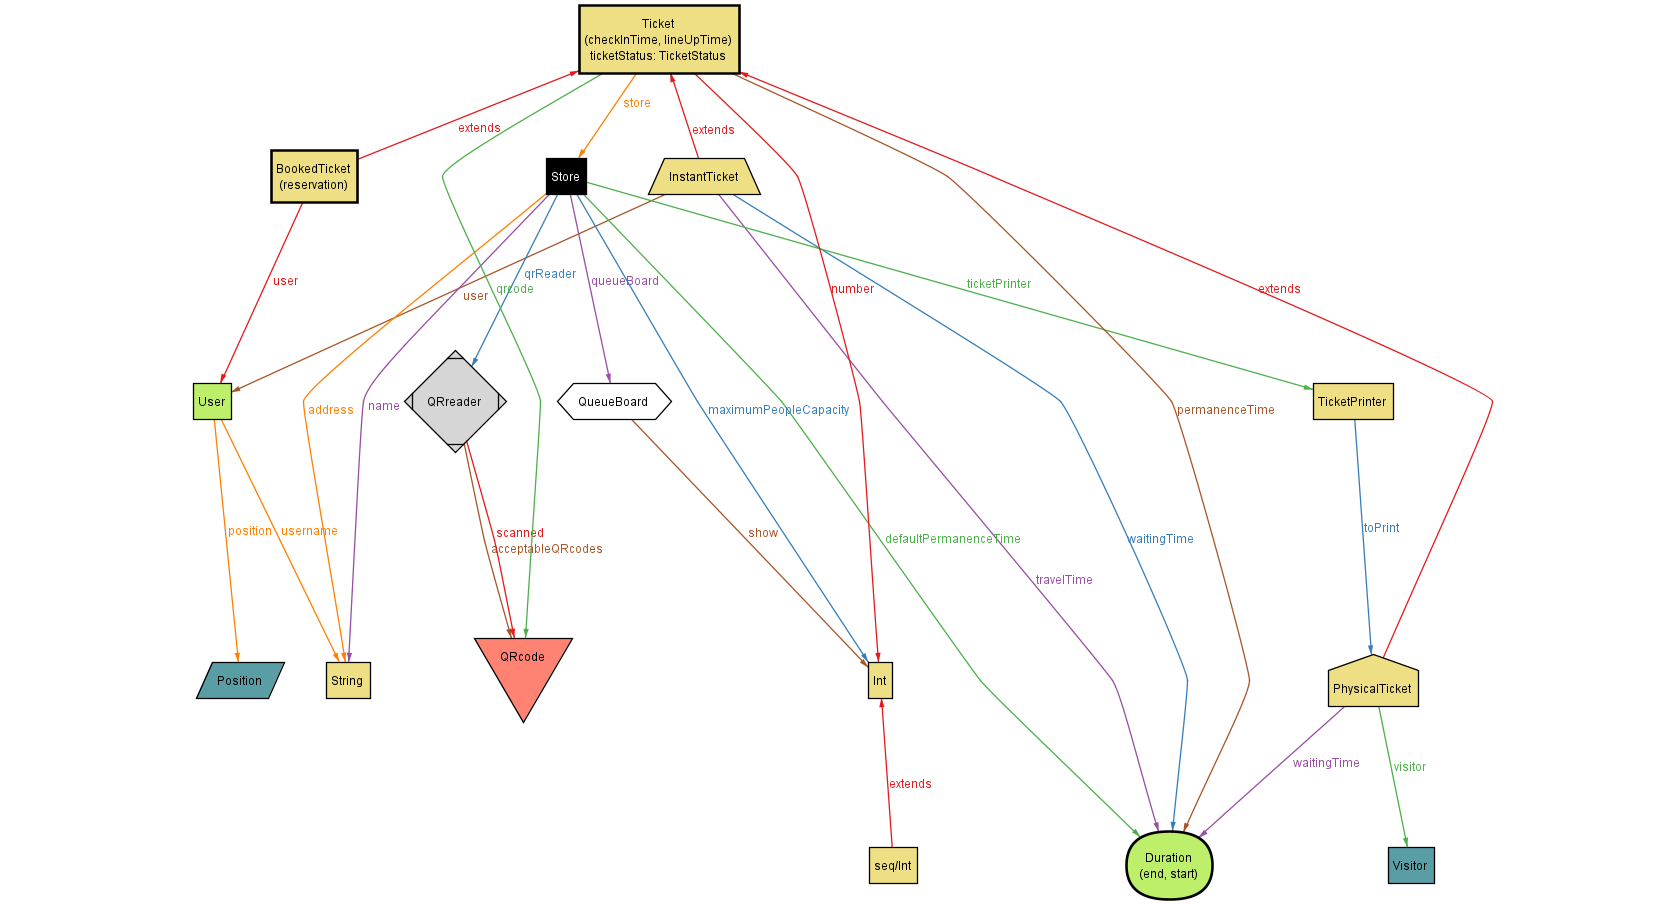 Ticket
(checkInTime, lineUpTime)
ticketStatus: TicketStatus
store
extends
extends
BookedTicket
(reservation)
Store
InstantTicket
qrReader
user
queueBoard
ticketPrinter
qrcode
number
extends
user
User
QRreader
QueueBoard
TicketPrinter
address
name
maximumPeopleCapacity
permanenceTime
position
username
scanned
acceptableQRcodes
show
defaultPermanenceTime
waitingTime
toPrint
travelTime
QRcode
Position
String
Int
PhysicalTicket
waitingTime
visitor
extends
seq/Int
Duration
(end, start)
Visitor